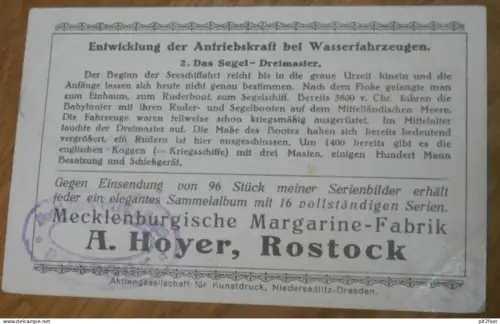 Entwicklung der Antriebskraft bei Wasserfahrzeugen.
2. Das Segel-Dreimaster.
Der Beginn der Seeschiffahrt reicht bis in die graue Urzeit hinein und die
Anfänge lassen sich heute nicht genau bestimmen. Nach dem Floße gelangte man
zum Einbaum, zum Ruderboot, zum Segelschiff. Bereits 3800 v. Chr. fuhren die
Babylonier mit ihren Ruder- und Segelbooten auf dem Mittelländischen Meere.
Die Fahrzeuge waren teilweise schon kriegsmäßig ausgerüstet. Im Mittelalter
tauchte der Dreimaster auf. Die Maße des Bootes haben sich bereits bedeutend
vergrößert, ein Rudern ist hier ausgeschlossen. Um 1400 bereits gibt es die
englischen Koggen (=Kriegsschiffe) mit drei Masten, einigen Hundert Mann
Besatzung und Schießgerät.
Gegen Einsendung von 96 Stück meiner Serienbilder erhält
jeder ein elegantes Sammelalbum mit 16 vollständigen Serien.
Mecklenburgische Margarine-Fabrik
A. Hoyer, Rostock
Aktiengesellschaft für Kunstdruck, Niedersedlitz-Dresden.